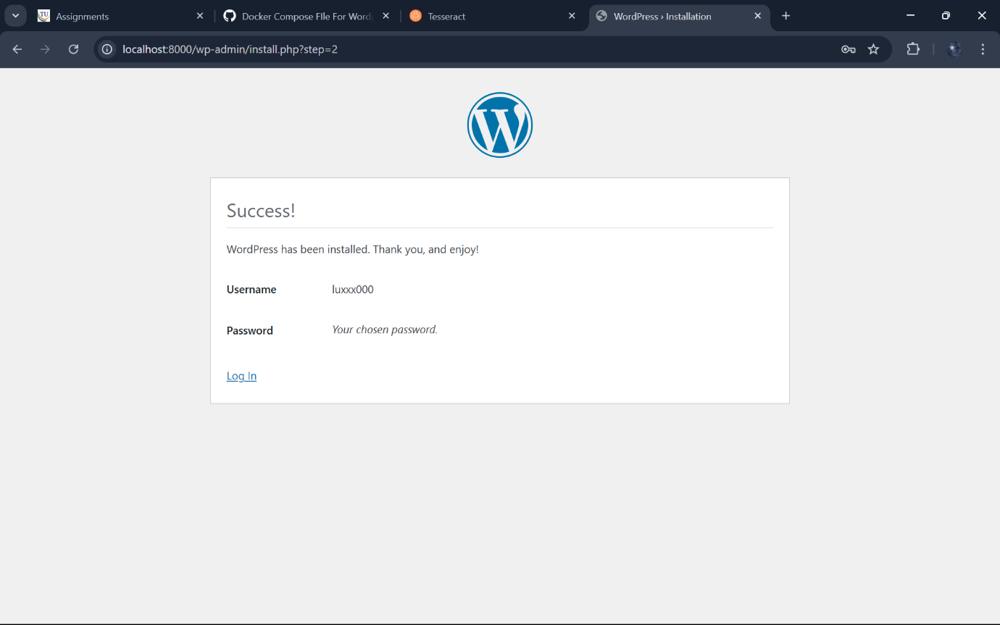 TU
Assignments
Docker Compose FIle For Word
Tesseract
WordPress › Installation
localhost:8000/wp-admin/install.php?step=2
W
Success!
WordPress has been installed. Thank you, and enjoy!
Username luxxx000
Password Your chosen password.
Log In